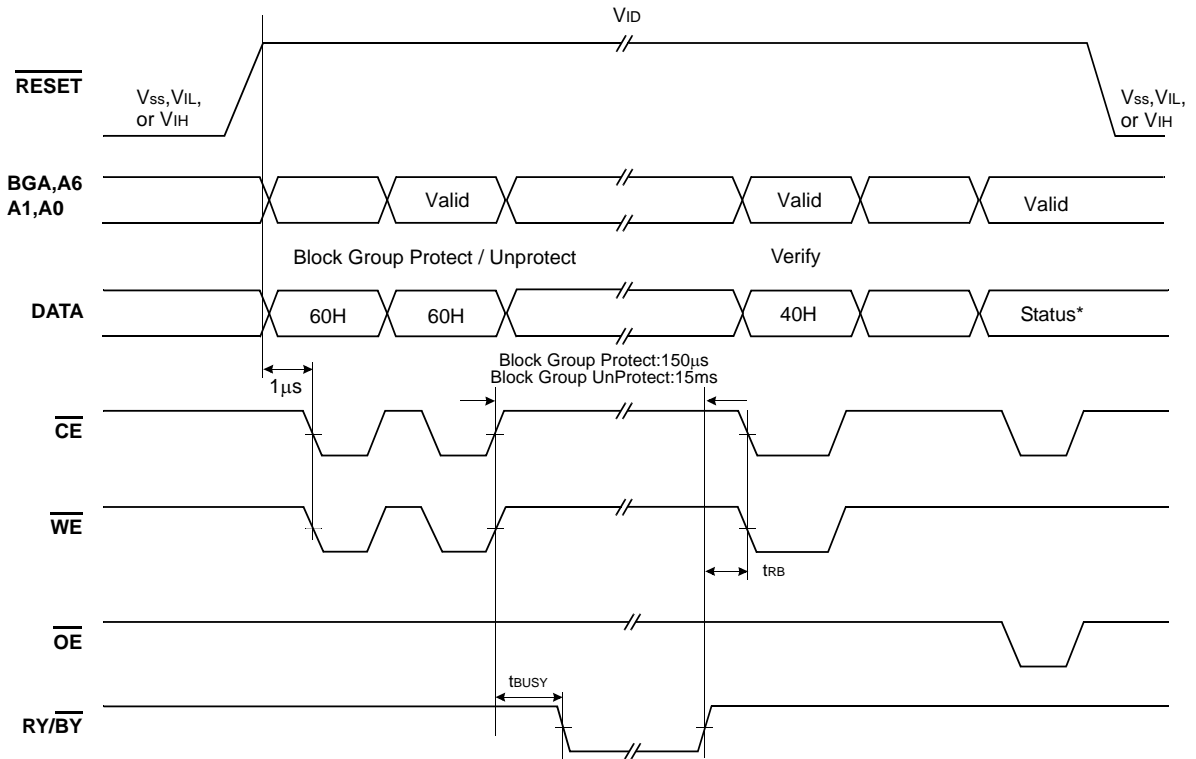 VID
RESET
Vss,VIL,
or VIH
Vss,VIL,
or VIH
BGA,A6
A1,A0
Valid
Valid
Valid
Block Group Protect / Unprotect
Verify
DATA
60H
60H
40H
Status*
1μs
Block Group Protect:150μs
Block Group UnProtect:15ms
CE
WE
tRB
OE
tBUSY
RY/BY